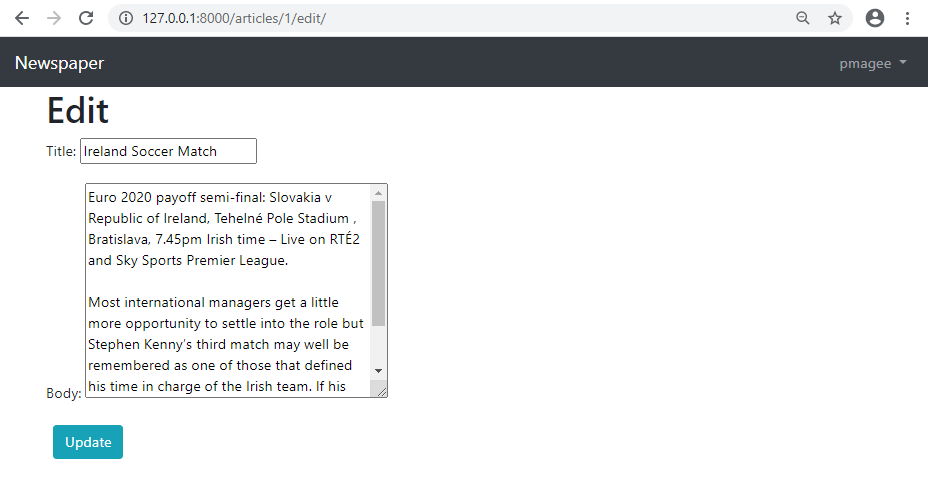 127.0.0.1:8000/articles/1/edit/
Newspaper
pmagee
Edit
Title: Ireland Soccer Match
Euro 2020 payoff semi-final: Slovakia v
Republic of Ireland, Tehelné Pole Stadium ,
Bratislava, 7.45pm Irish time – Live on RTÉ2
and Sky Sports Premier League.
Most international managers get a little
more opportunity to settle into the role but
Stephen Kenny's third match may well be
remembered as one of those that defined
his time in charge of the Irish team. If his
Body:
Update